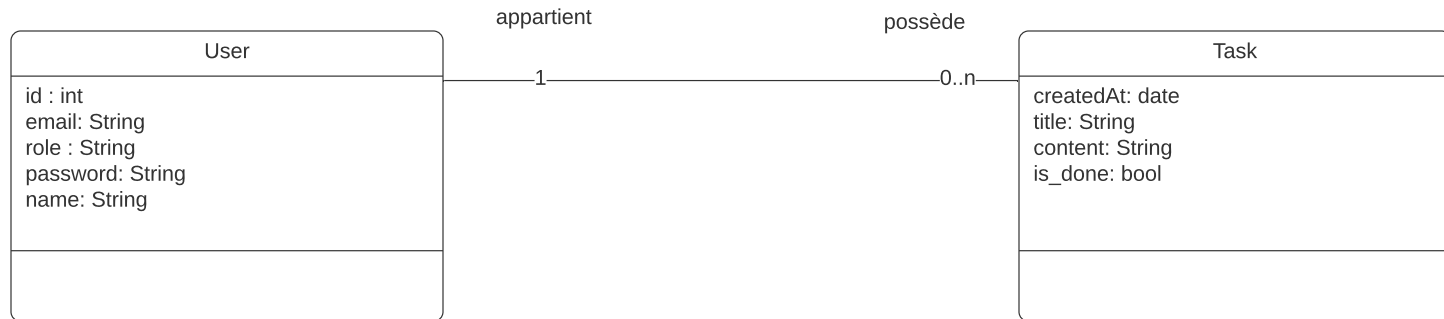 appartient
possède
User
Task
1
0..n
id : int
email: String
role : String
password: String
name: String
createdAt: date
title: String
content: String
is_done: bool